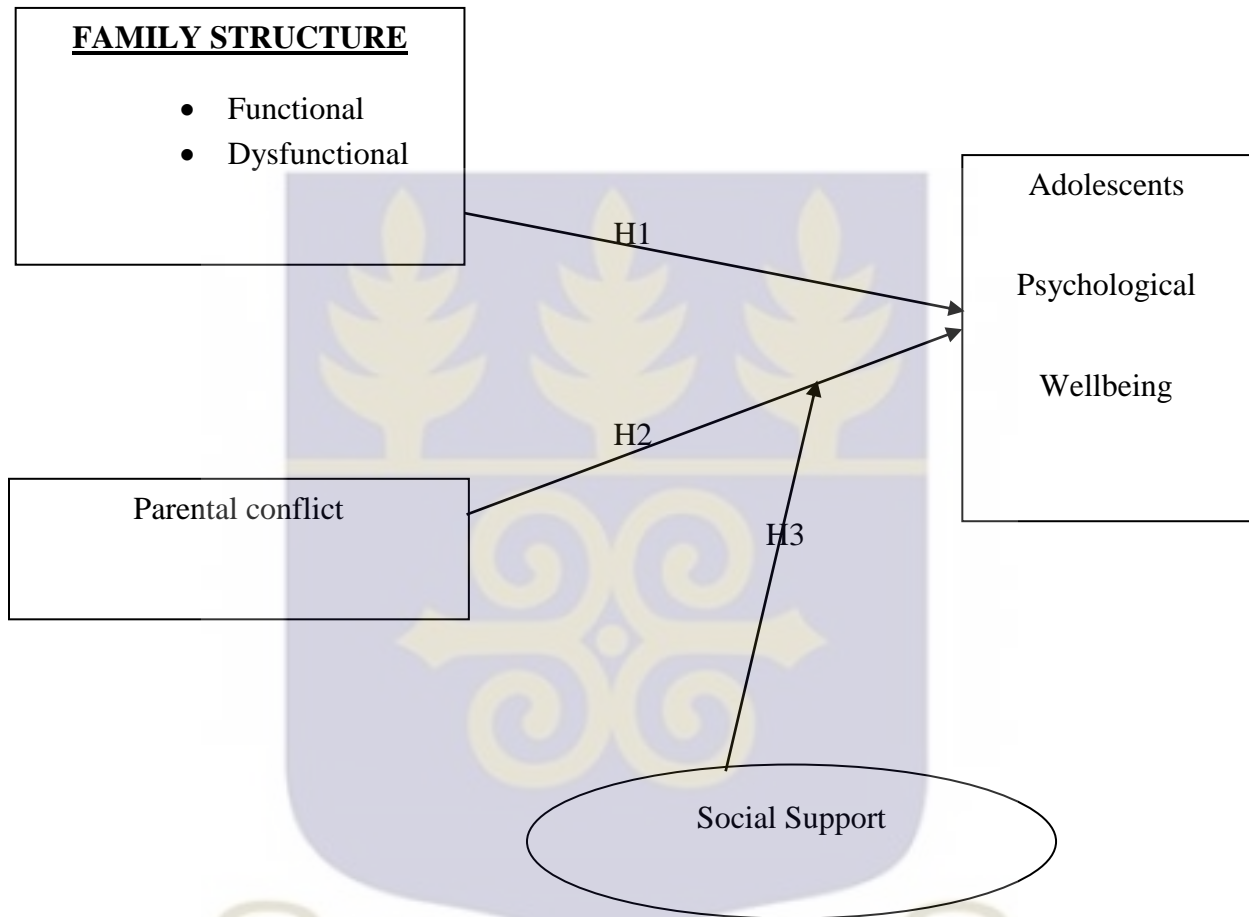 FAMILY STRUCTURE
• Functional
• Dysfunctional
Adolescents
Psychological
Wellbeing
H1
H2
Parental conflict
H3
Social Support